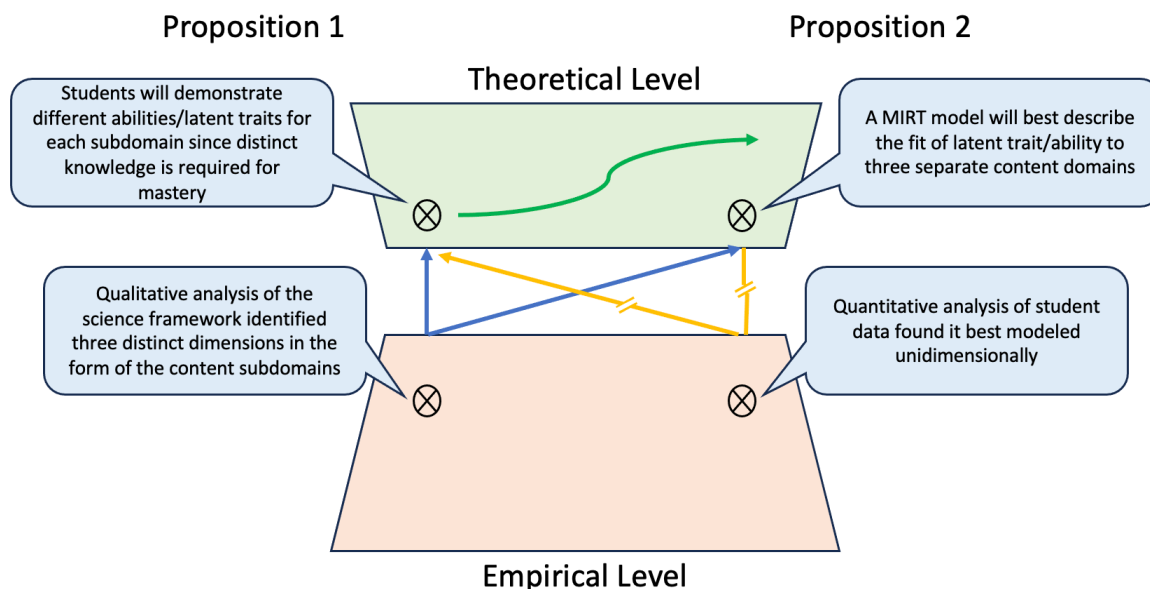 Proposition 1
Proposition 2
Theoretical Level
Students will demonstrate
different abilities/latent traits for
each subdomain since distinct
knowledge is required for
mastery
A MIRT model will best describe
the fit of latent trait/ability to
three separate content domains
Qualitative analysis of the
science framework identified
three distinct dimensions in the
form of the content subdomains
Quantitative analysis of student
data found it best modeled
unidimensionally
Empirical Level